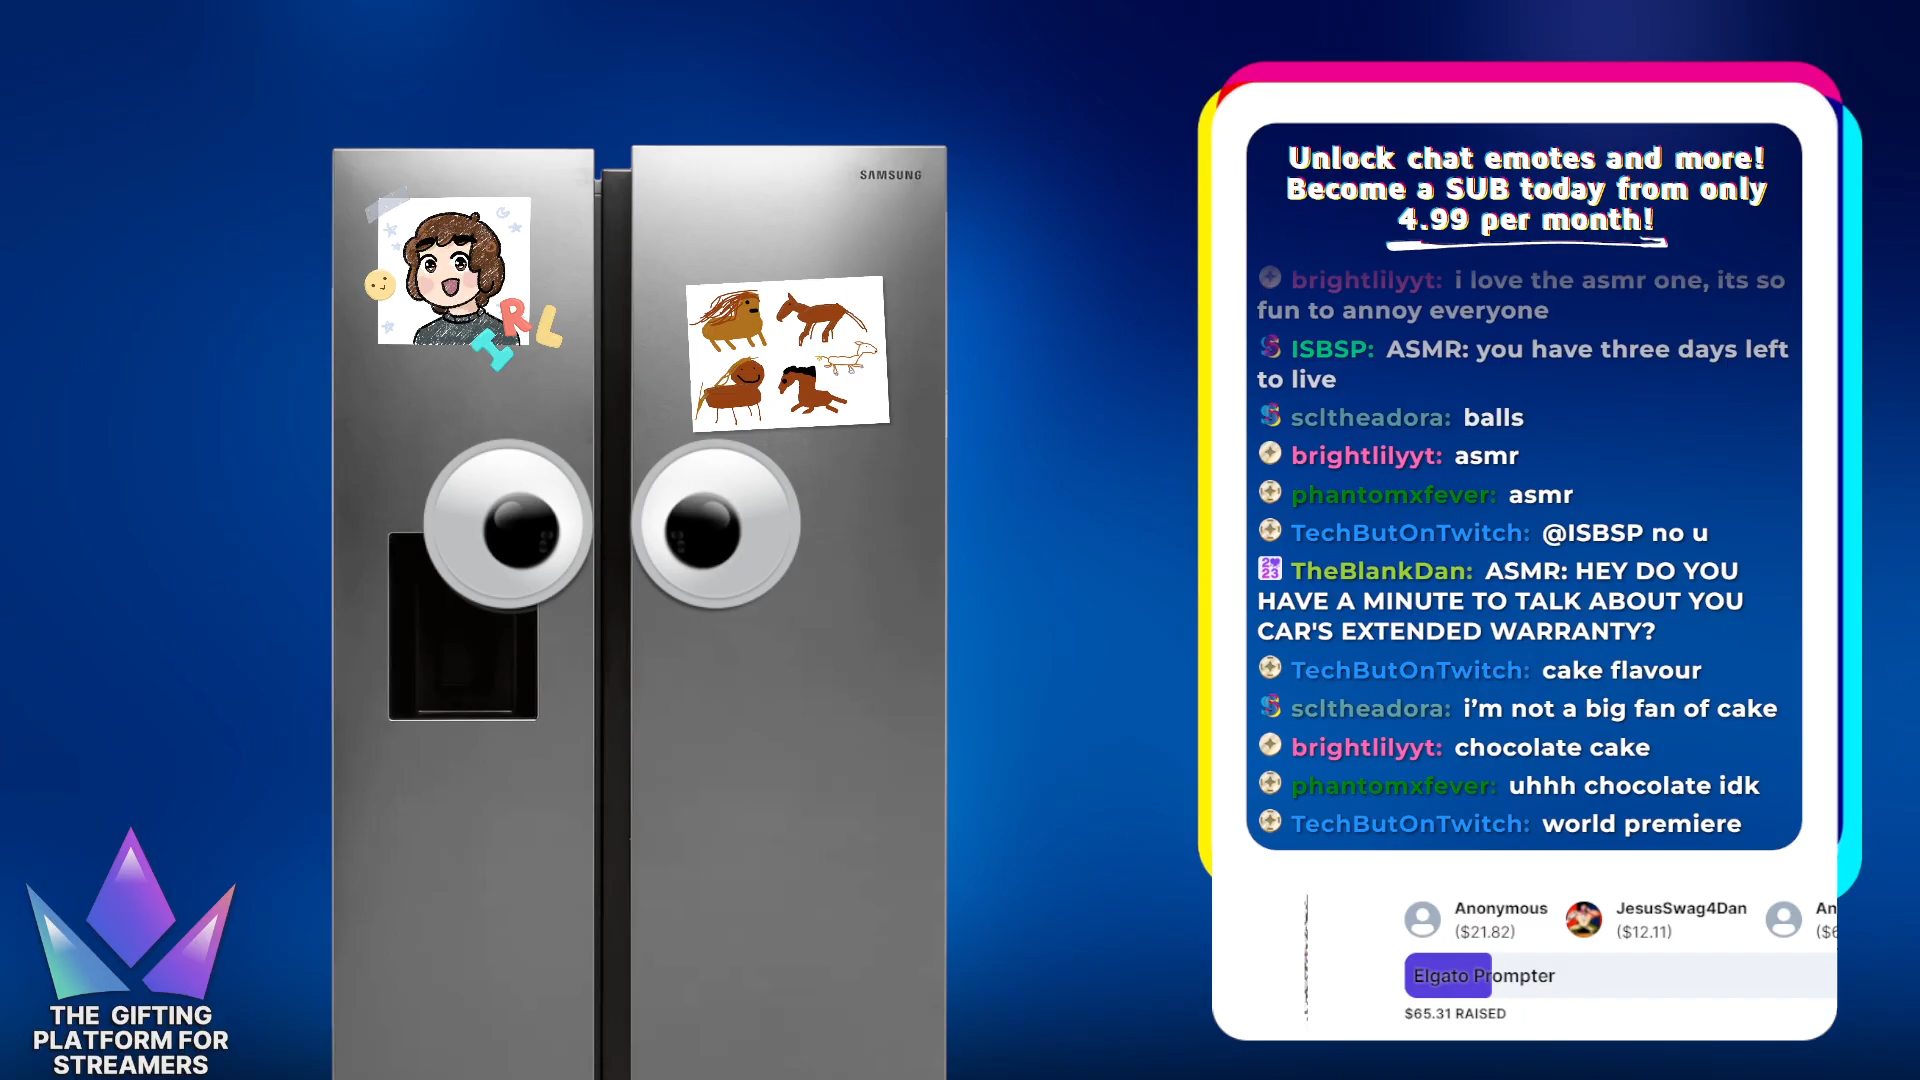 SAMSUNG
I R L
Unlock chat emotes and more!
Become a SUB today from only
4.99 per month!
brightlilyyt: i love the asmr one, its so
fun to annoy everyone
ISBSP: ASMR: you have three days left
to live
scltheadora: balls
brightlilyyt: asmr
phantomxfever: asmr
TechButOnTwitch: @ISBSP no u
2023 TheBlankDan: ASMR: HEY DO YOU
HAVE A MINUTE TO TALK ABOUT YOU
CAR'S EXTENDED WARRANTY?
TechButOnTwitch: cake flavour
scltheadora: i’m not a big fan of cake
brightlilyyt: chocolate cake
phantomxfever: uhhh chocolate idk
TechButOnTwitch: world premiere
Anonymous JesusSwag4Dan An
($21.82) ($12.11) ($6
Elgato Prompter
$65.31 RAISED
THE GIFTING
PLATFORM FOR
STREAMERS